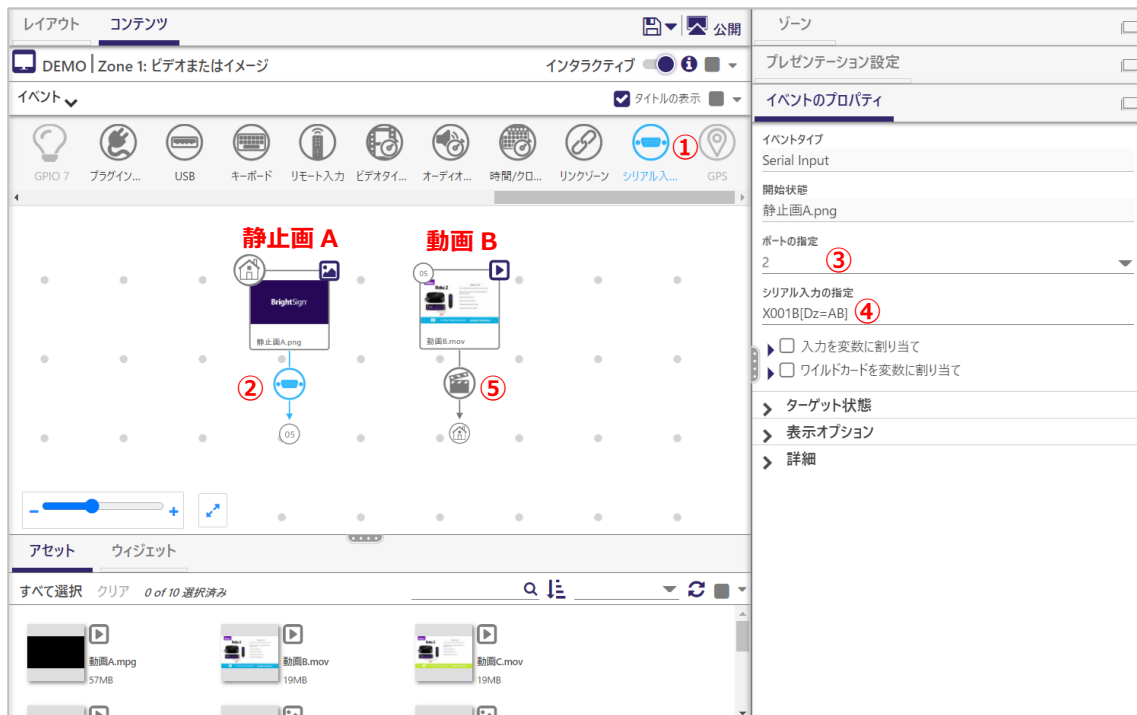 レイアウト コンテンツ 公開
DEMO Zone 1: ビデオまたはイメージ インタラクティブ
イベント タイトルの表示
①
GPIO 7 プラグイン... USB キーボード リモート入力 ビデオタイ... オーディオ... 時間/クロ... リンクゾーン シリアル入... GPS
静止画 A 動画 B
05
BrightSign
静止画A.png 動画B.mov
② ⑤
05
アセット ウィジェット
すべて選択 クリア 0 of 10 選択済み
動画A.mpg 動画B.mov 動画C.mov
57MB 19MB 19MB
ゾーン
プレゼンテーション設定
イベントのプロパティ
イベントタイプ
Serial Input
開始状態
静止画A.png
ポートの指定
2 ③
シリアル入力の指定
X001B[Dz=AB] ④
入力を変数に割り当て
ワイルドカードを変数に割り当て
ターゲット状態
表示オプション
詳細